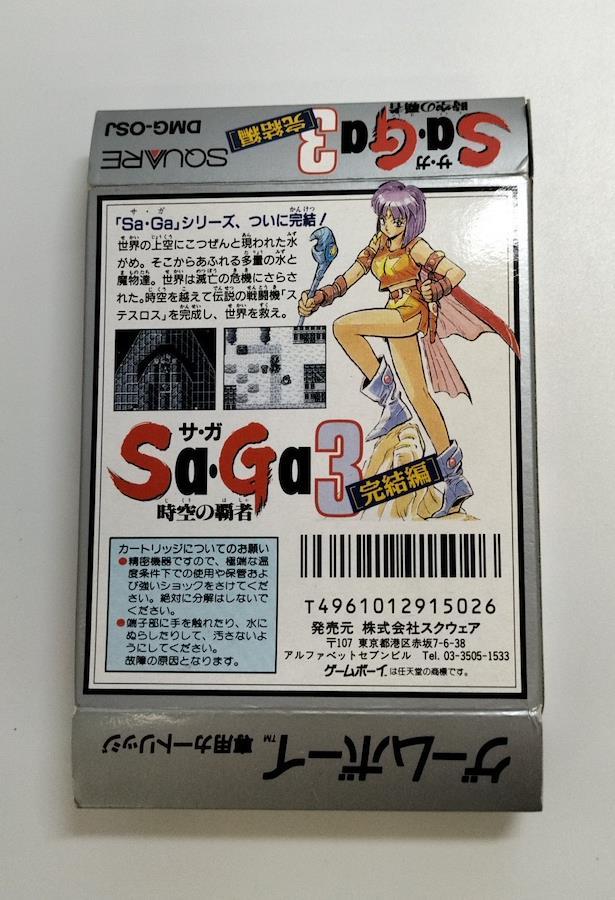 Sa・Ga3
サ・ガ
時空の覇者
[完結編]
SQUARE
DMG-OSJ
「Sa・Ga」シリーズ、ついに完結!
世界の上空にこつぜんと現われた水
がめ。そこからあふれる多量の水と
魔物達。世界は滅亡の危機にさらさ
れた。時空を越えて伝説の戦闘機「ス
テスロス」を完成し、世界を救え。
サ・ガ
Sa・Ga3
[完結編]
時空の覇者
カートリッジについてのお願い
●精密機器ですので、極端な温
度条件下での使用や保管およ
び強いショックをさけてくだ
さい。絶対に分解はしないで
ください。
●端子部に手を触れたり、水に
ぬらしたりして、汚さないよ
うにしてください。
故障の原因となります。
T4961012915026
発売元 株式会社スクウェア
〒107 東京都港区赤坂7-6-38
アルファベットセブンビル Tel. 03-3505-1533
ゲームボーイ™は任天堂の商標です。
ゲームボーイ™専用カートリッジ